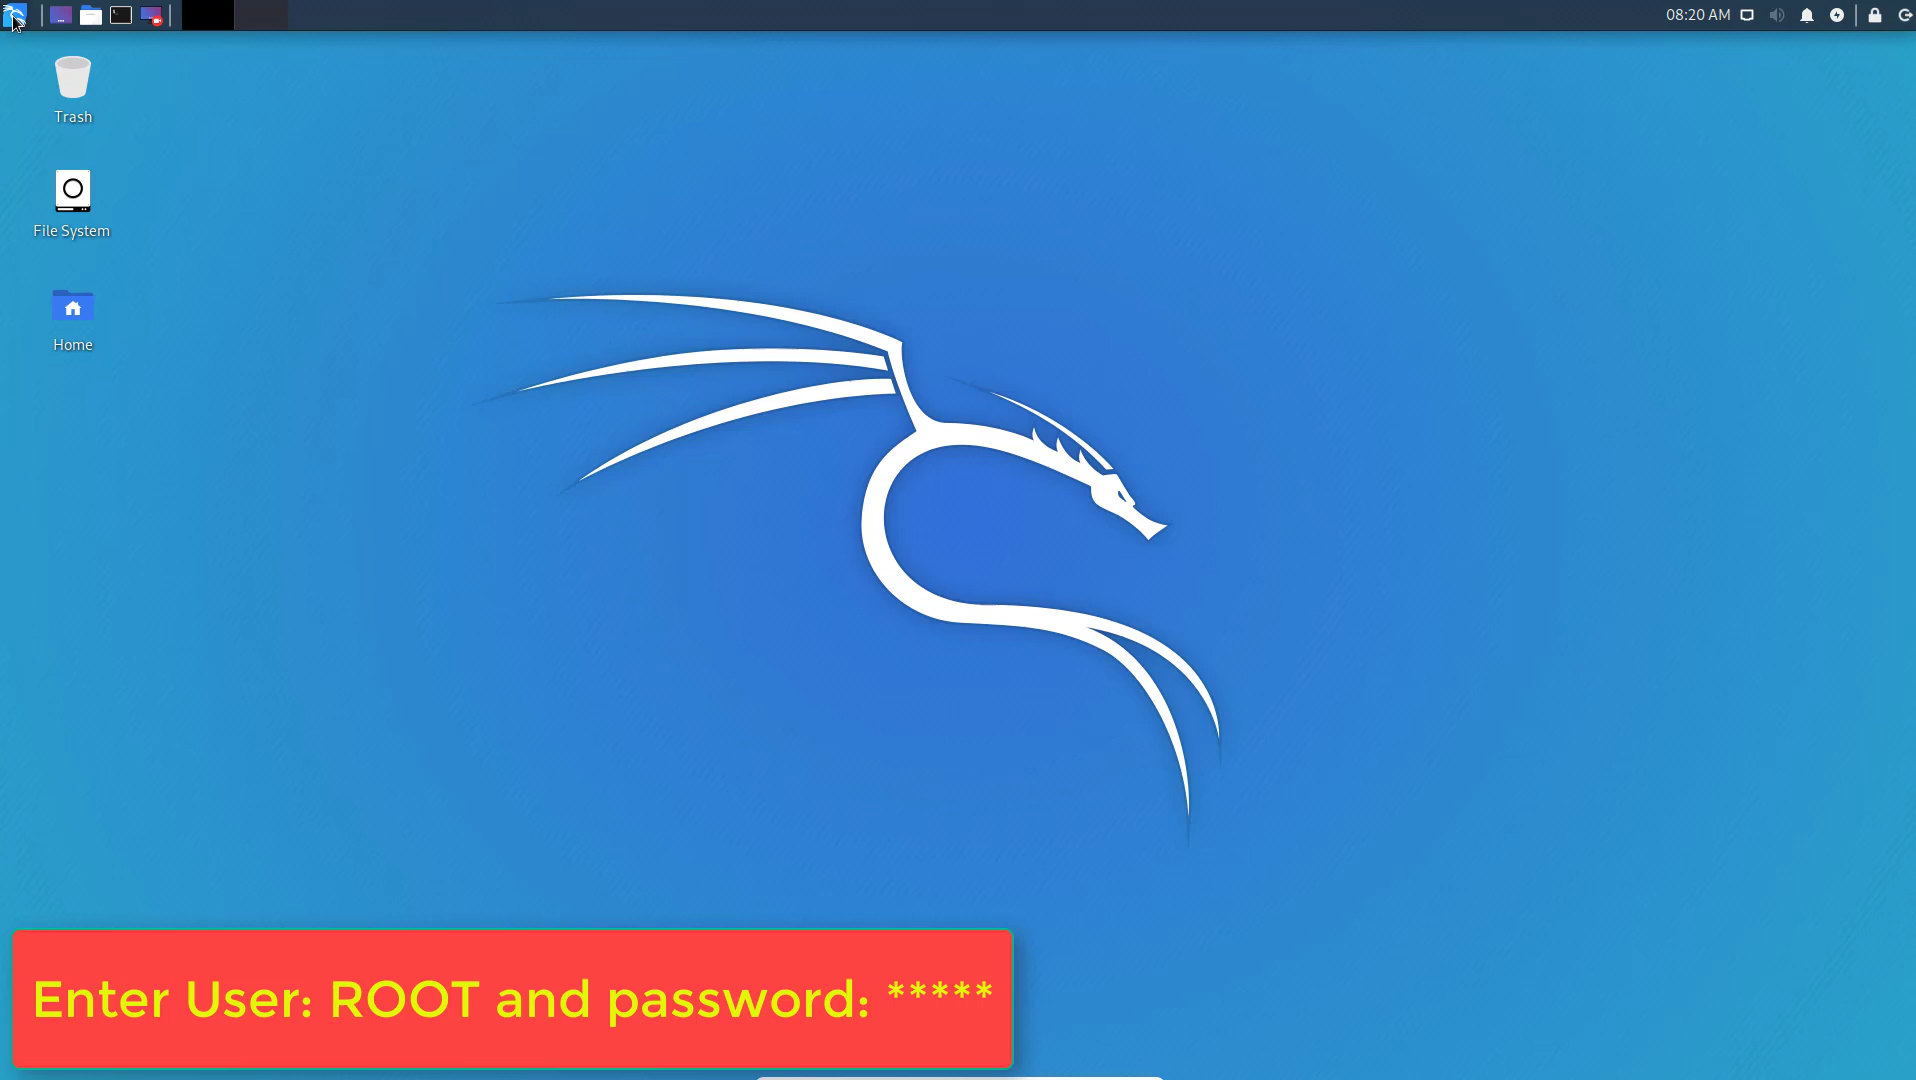 08:20 AM
Trash
File System
Home
Enter User: ROOT and password: *****